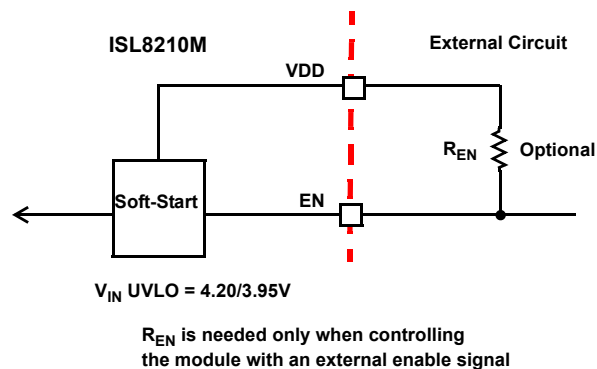 ISL8210M
External Circuit
VDD
REN
Optional
Soft-Start
EN
VIN UVLO = 4.20/3.95V
REN is needed only when controlling
the module with an external enable signal